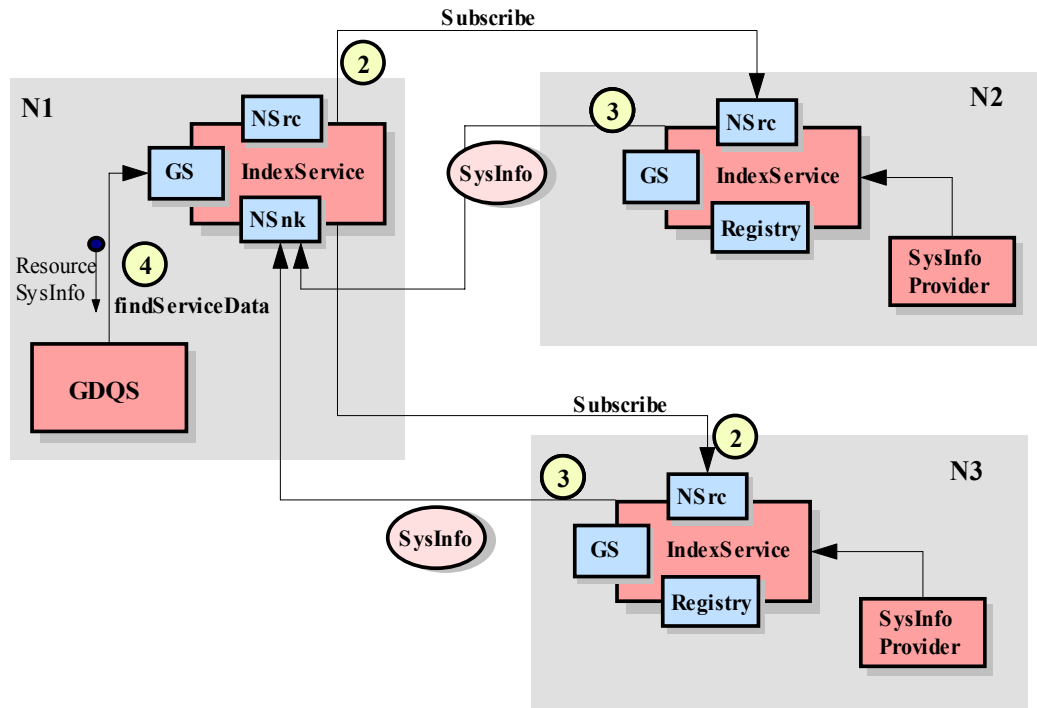 Subscribe
2
N1
N2
NSrc
3
NSrc
GS
IndexService
SysInfo
GS
IndexService
NSnk
Registry
Resource
SysInfo
4
findServiceData
SysInfo
Provider
GDQS
Subscribe
2
3
N3
NSrc
SysInfo
GS
IndexService
Registry
SysInfo
Provider